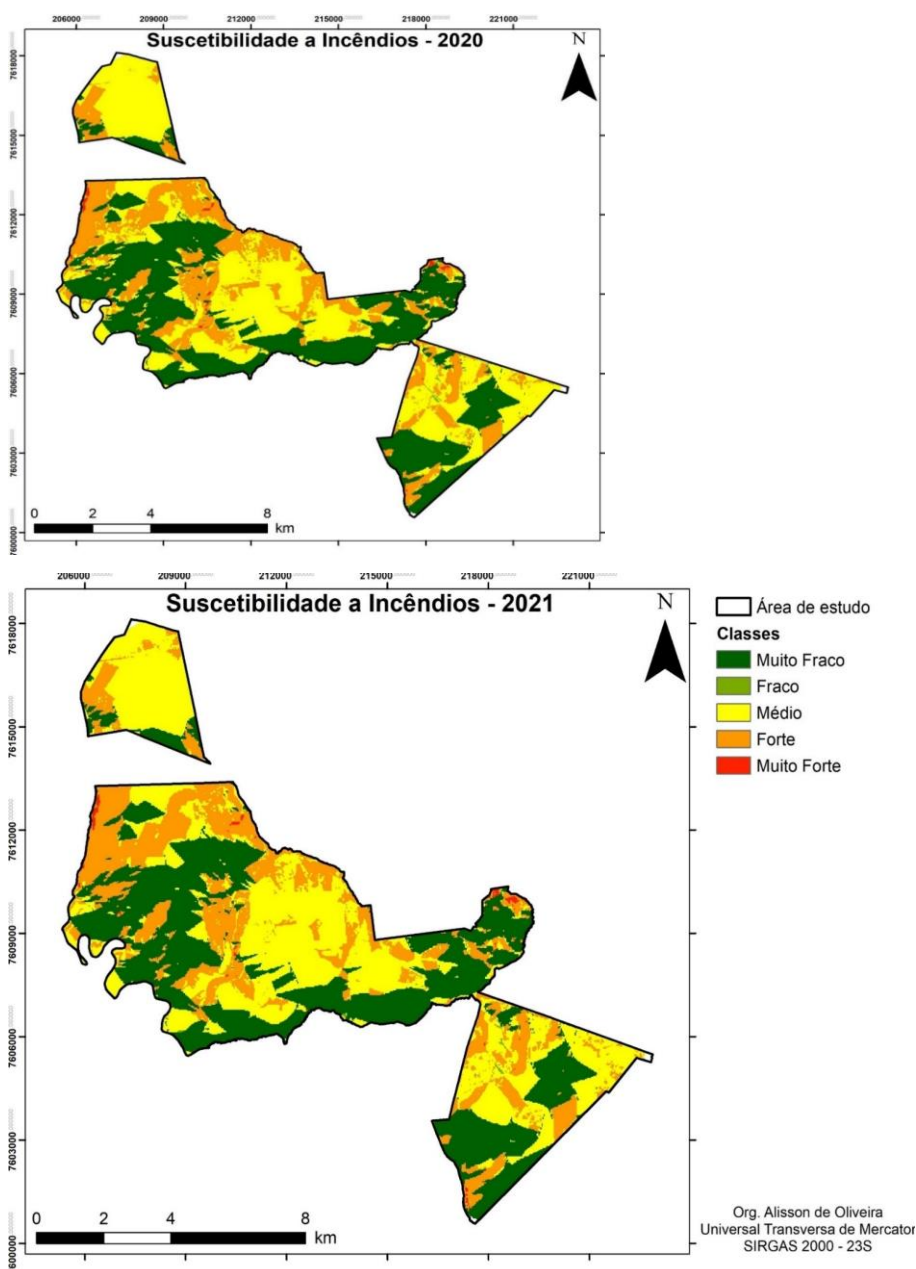 206000 209000 212000 215000 218000 221000
Suscetibilidade a Incêndios - 2020
N
7618000
7615000
7612000
7609000
7606000
7603000
7600000
0 2 4 8
km
206000 209000 212000 215000 218000 221000
Suscetibilidade a Incêndios - 2021
N
7618000
7615000
7612000
7609000
7606000
7603000
7600000
0 2 4 8
km
Área de estudo
Classes
Muito Fraco
Fraco
Médio
Forte
Muito Forte
Org. Alisson de Oliveira
Universal Transversa de Mercator
SIRGAS 2000 - 23S